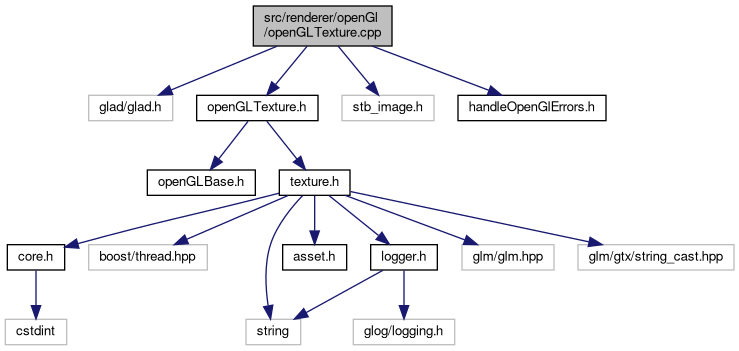 src/renderer/openGl
/openGLTexture.cpp
glad/glad.h
openGLTexture.h
stb_image.h
handleOpenGlErrors.h
openGLBase.h
texture.h
core.h
boost/thread.hpp
asset.h
logger.h
glm/glm.hpp
glm/gtx/string_cast.hpp
cstdint
string
glog/logging.h